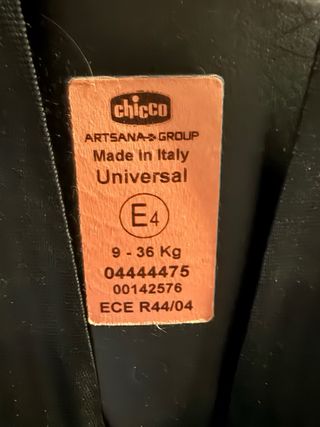 chicco
ARTSANA GROUP
Made in Italy
Universal
E4
9 - 36 Kg
04444475
00142576
ECE R44/04